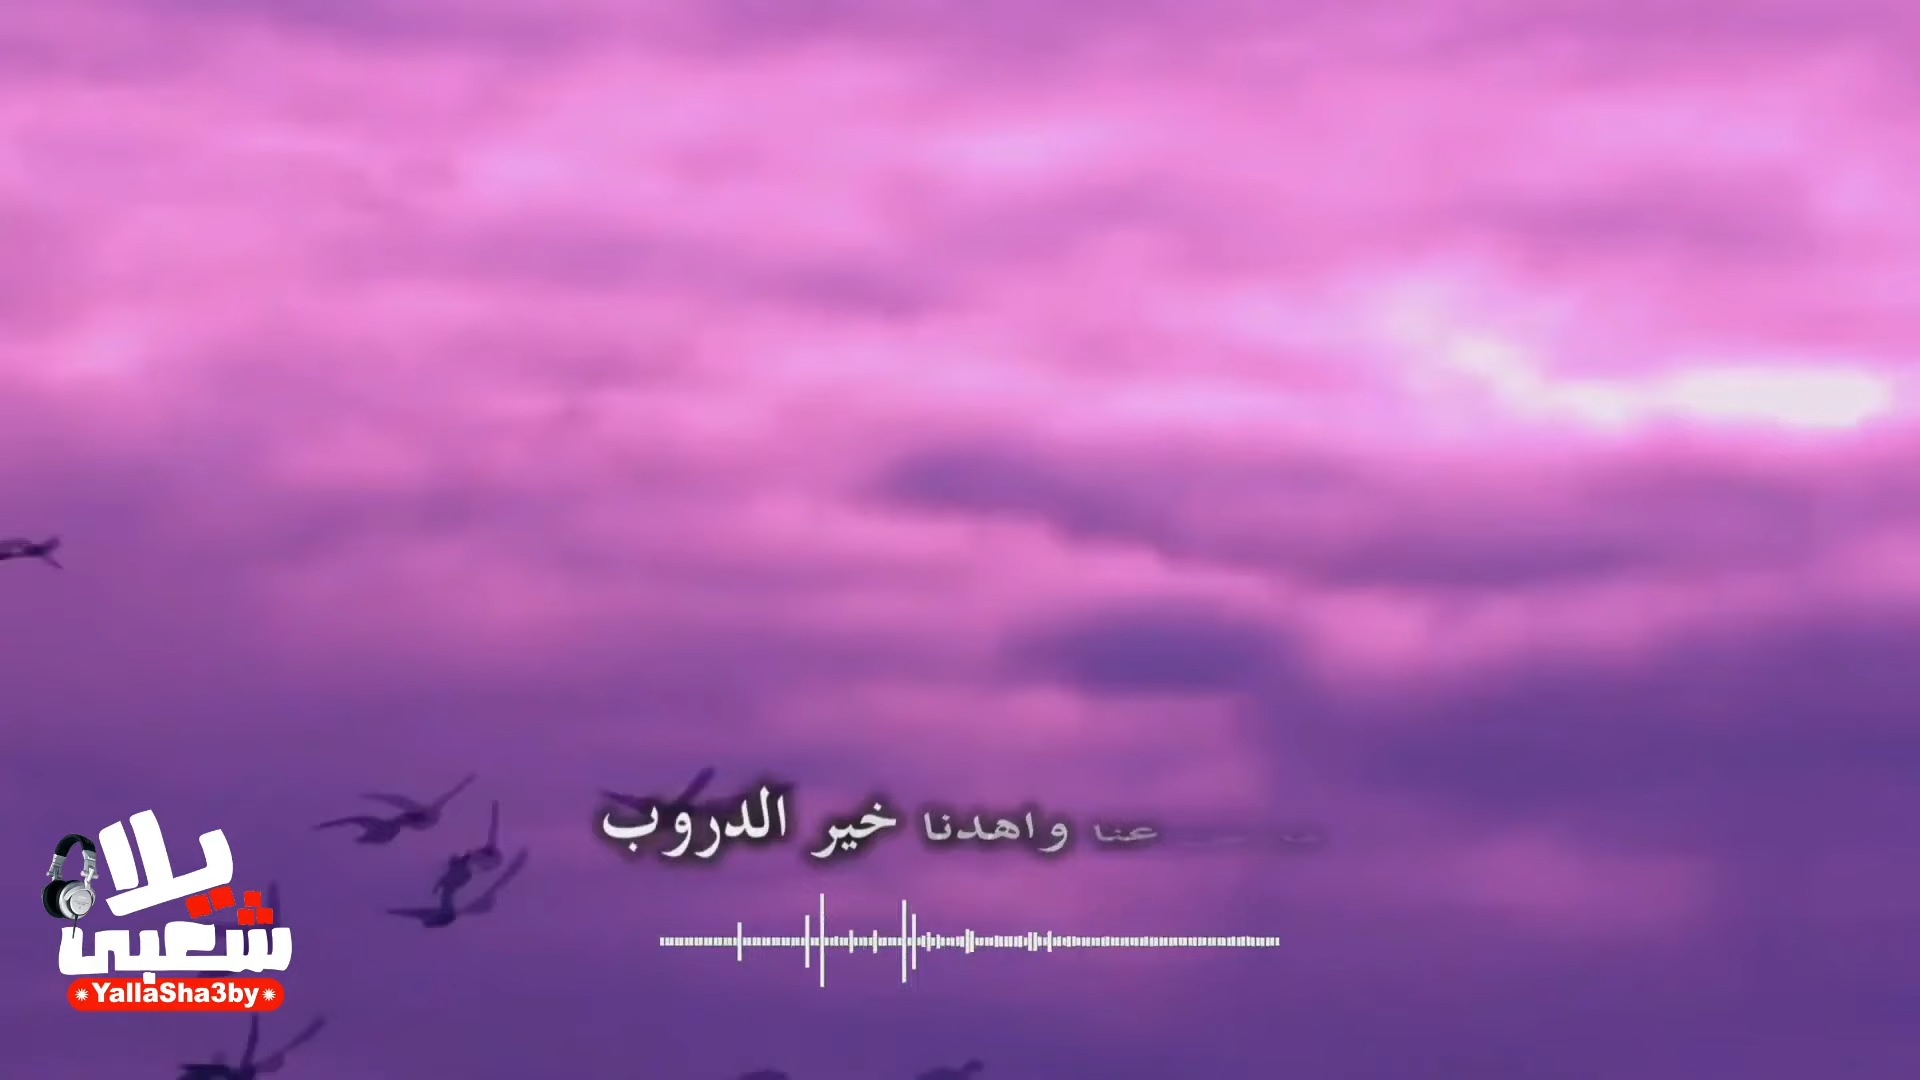 عنا واهدنا خير الدروب
يلا
شعبي
YallaSha3by